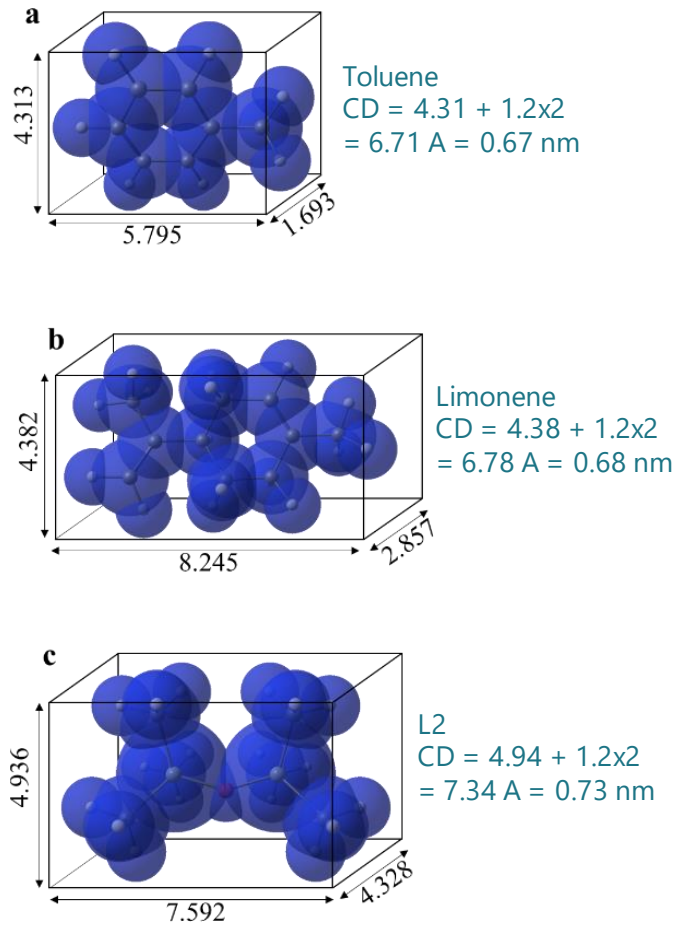 a
4.313
5.795
1.693
Toluene
CD = 4.31 + 1.2x2
= 6.71 A = 0.67 nm
b
4.382
8.245
2.857
Limonene
CD = 4.38 + 1.2x2
= 6.78 A = 0.68 nm
c
4.936
7.592
4.328
L2
CD = 4.94 + 1.2x2
= 7.34 A = 0.73 nm